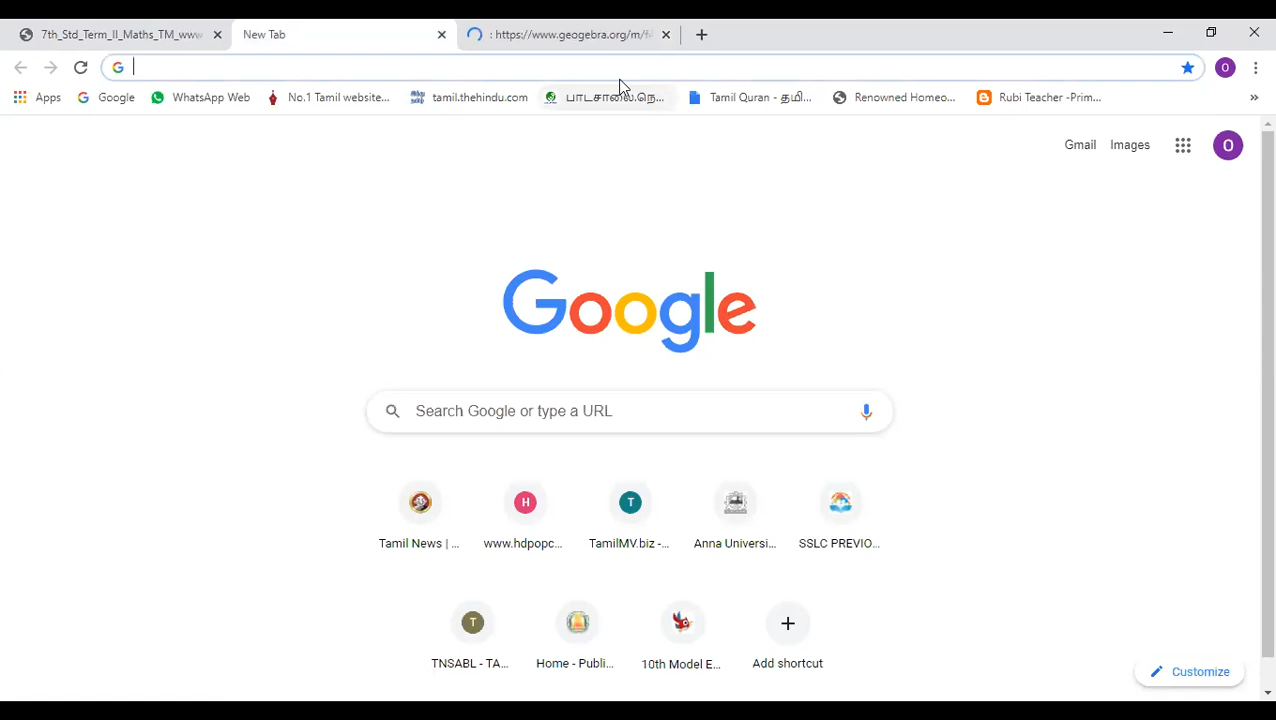 7th_Std_Term_II_Maths_TM_www
New Tab
: https://www.geogebra.org/m/f
O
Apps
Google
WhatsApp Web
No.1 Tamil website...
tamil.thehindu.com
பாடசாலை.நெ...
Tamil Quran - தமி...
Renowned Homeo...
Rubi Teacher -Prim...
»
Gmail
Images
O
Google
Search Google or type a URL
H
T
Tamil News | ...
www.hdpopc...
TamilMV.biz -...
Anna Universi...
SSLC PREVIO...
T
TNSABL - TA...
Home - Publi...
10th Model E...
Add shortcut
Customize